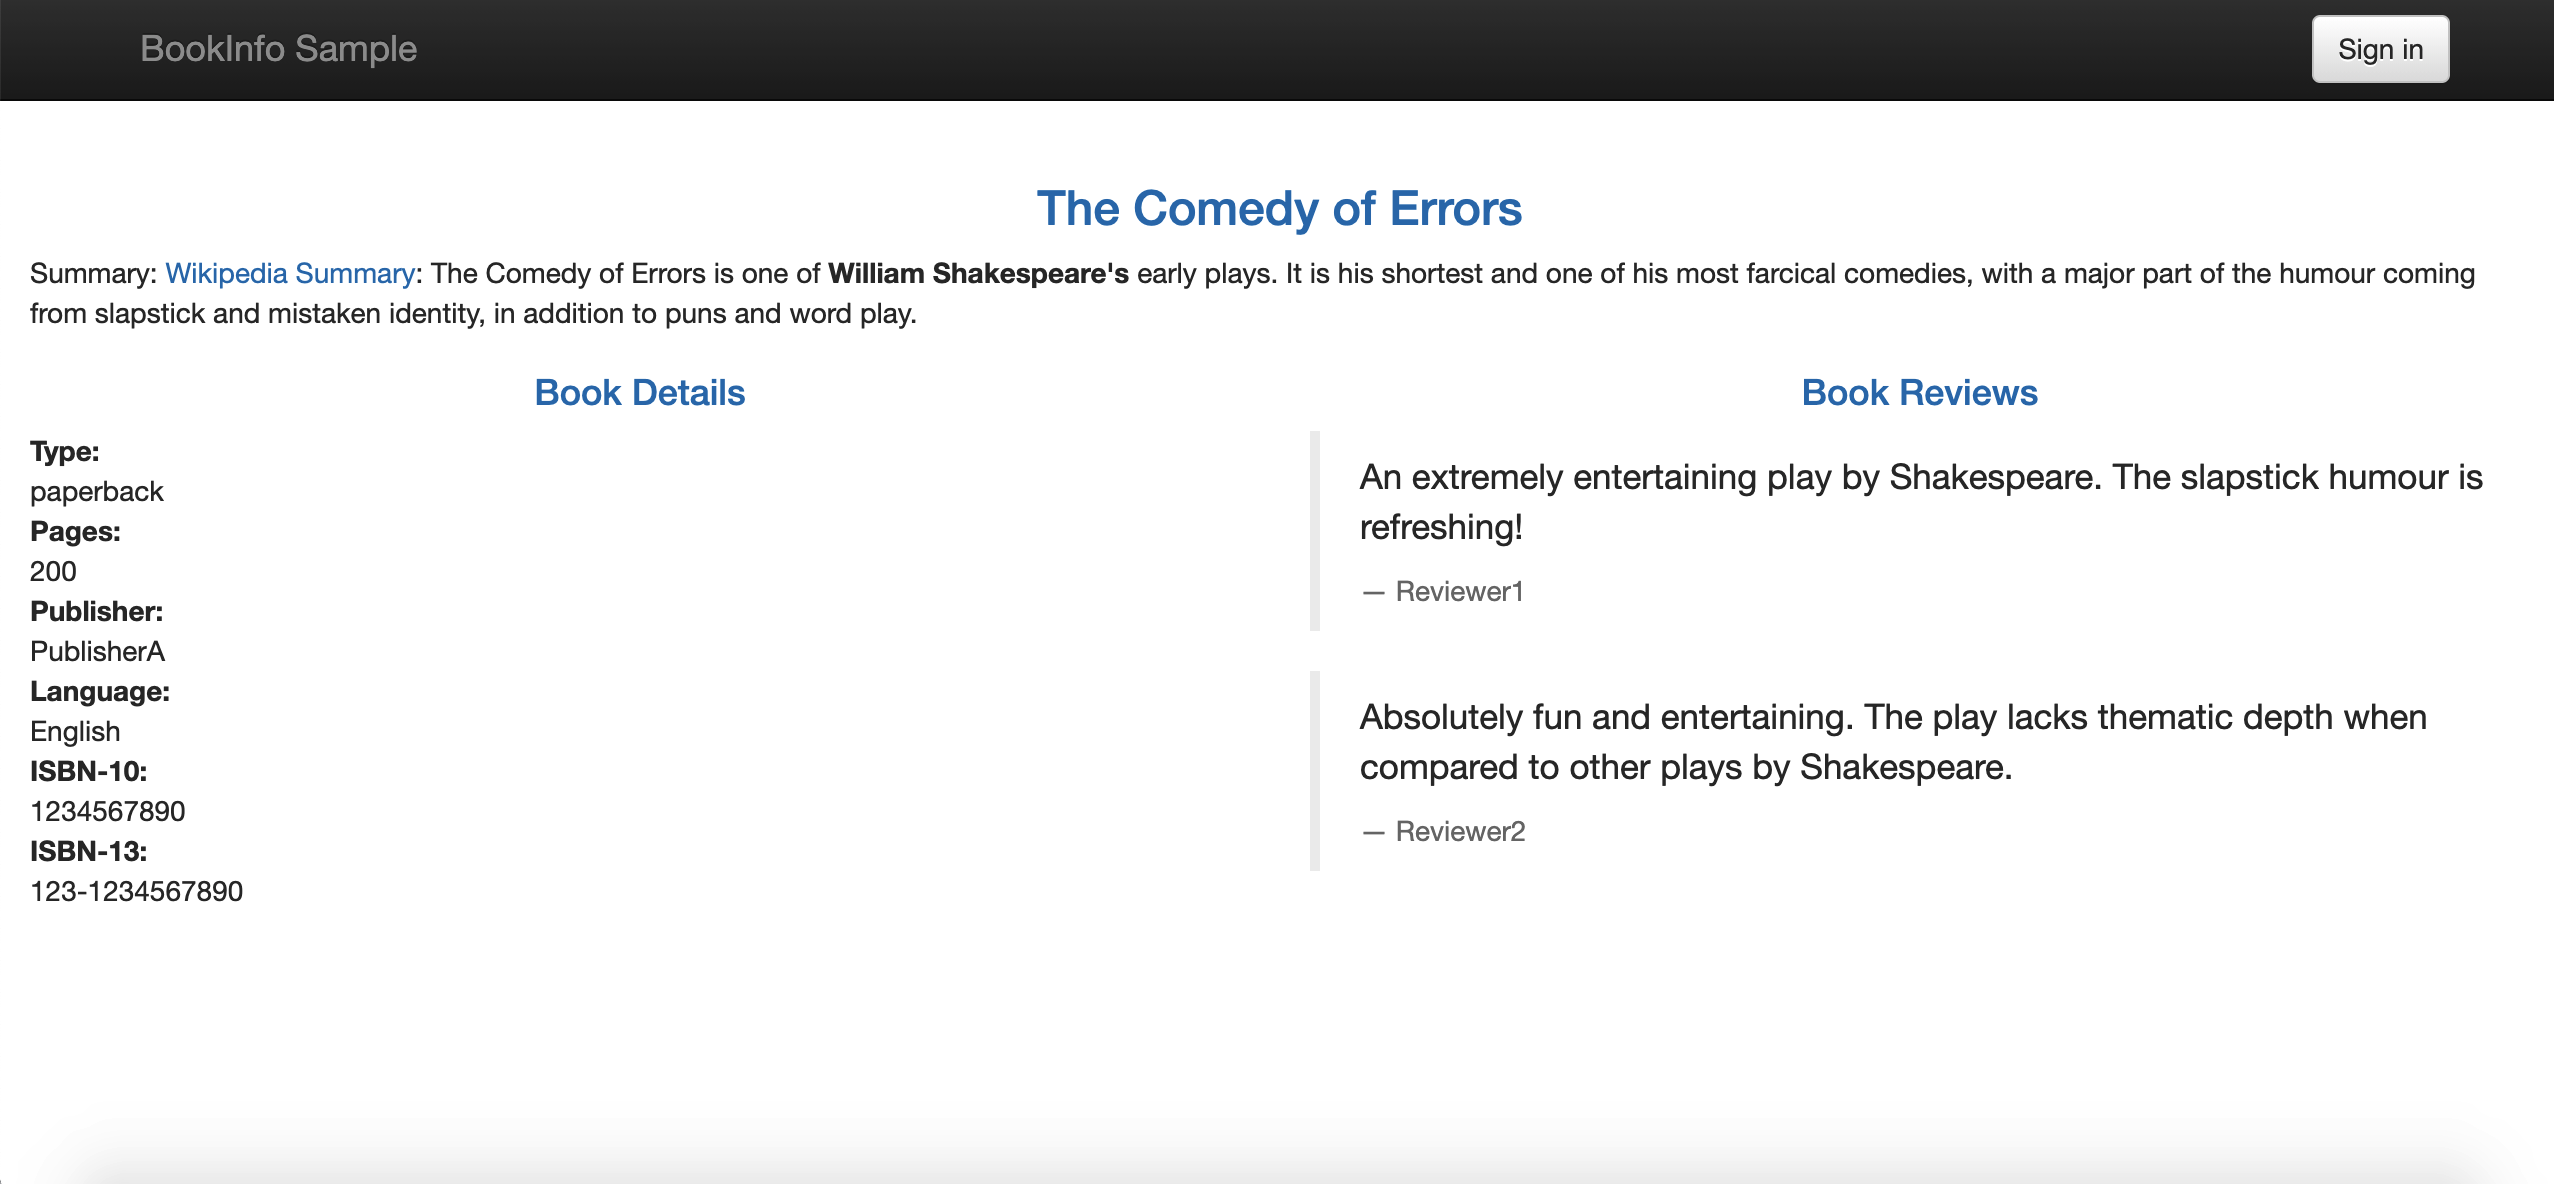 BookInfo Sample
Sign in
The Comedy of Errors
Summary: Wikipedia Summary: The Comedy of Errors is one of William Shakespeare's early plays. It is his shortest and one of his most farcical comedies, with a major part of the humour coming
from slapstick and mistaken identity, in addition to puns and word play.
Book Details
Type:
paperback
Pages:
200
Publisher:
PublisherA
Language:
English
ISBN-10:
1234567890
ISBN-13:
123-1234567890
Book Reviews
An extremely entertaining play by Shakespeare. The slapstick humour is
refreshing!
— Reviewer1
Absolutely fun and entertaining. The play lacks thematic depth when
compared to other plays by Shakespeare.
— Reviewer2